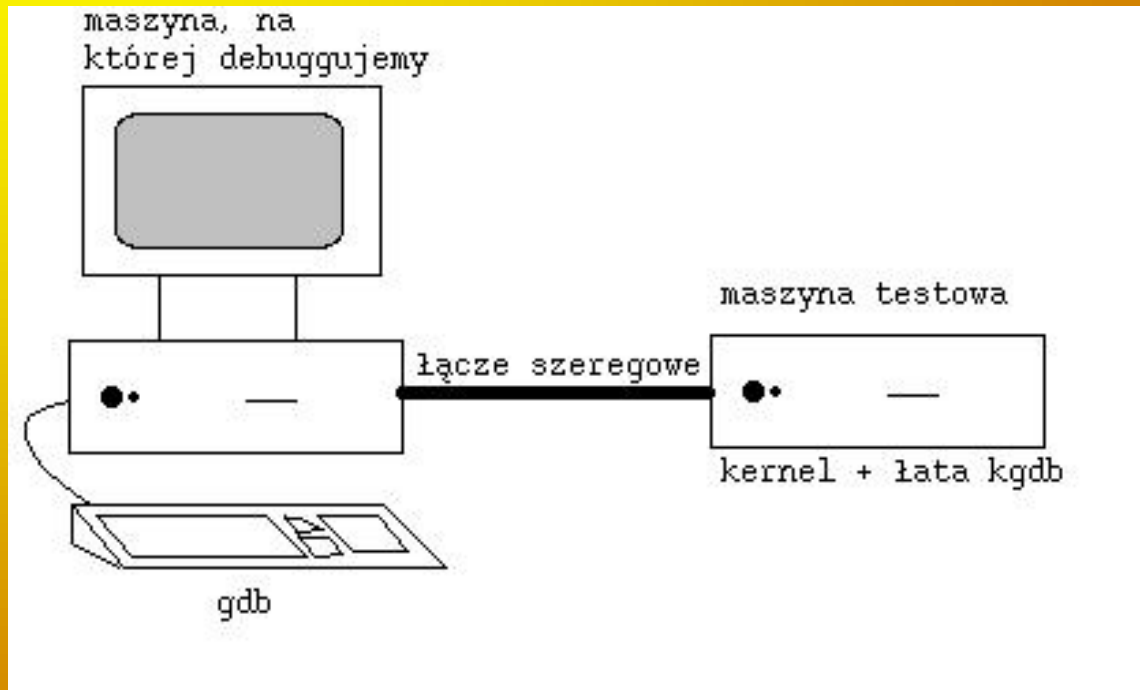 maszyna, na
której debuggujemy
maszyna testowa
łącze szeregowe
kernel + łata kgdb
gdb